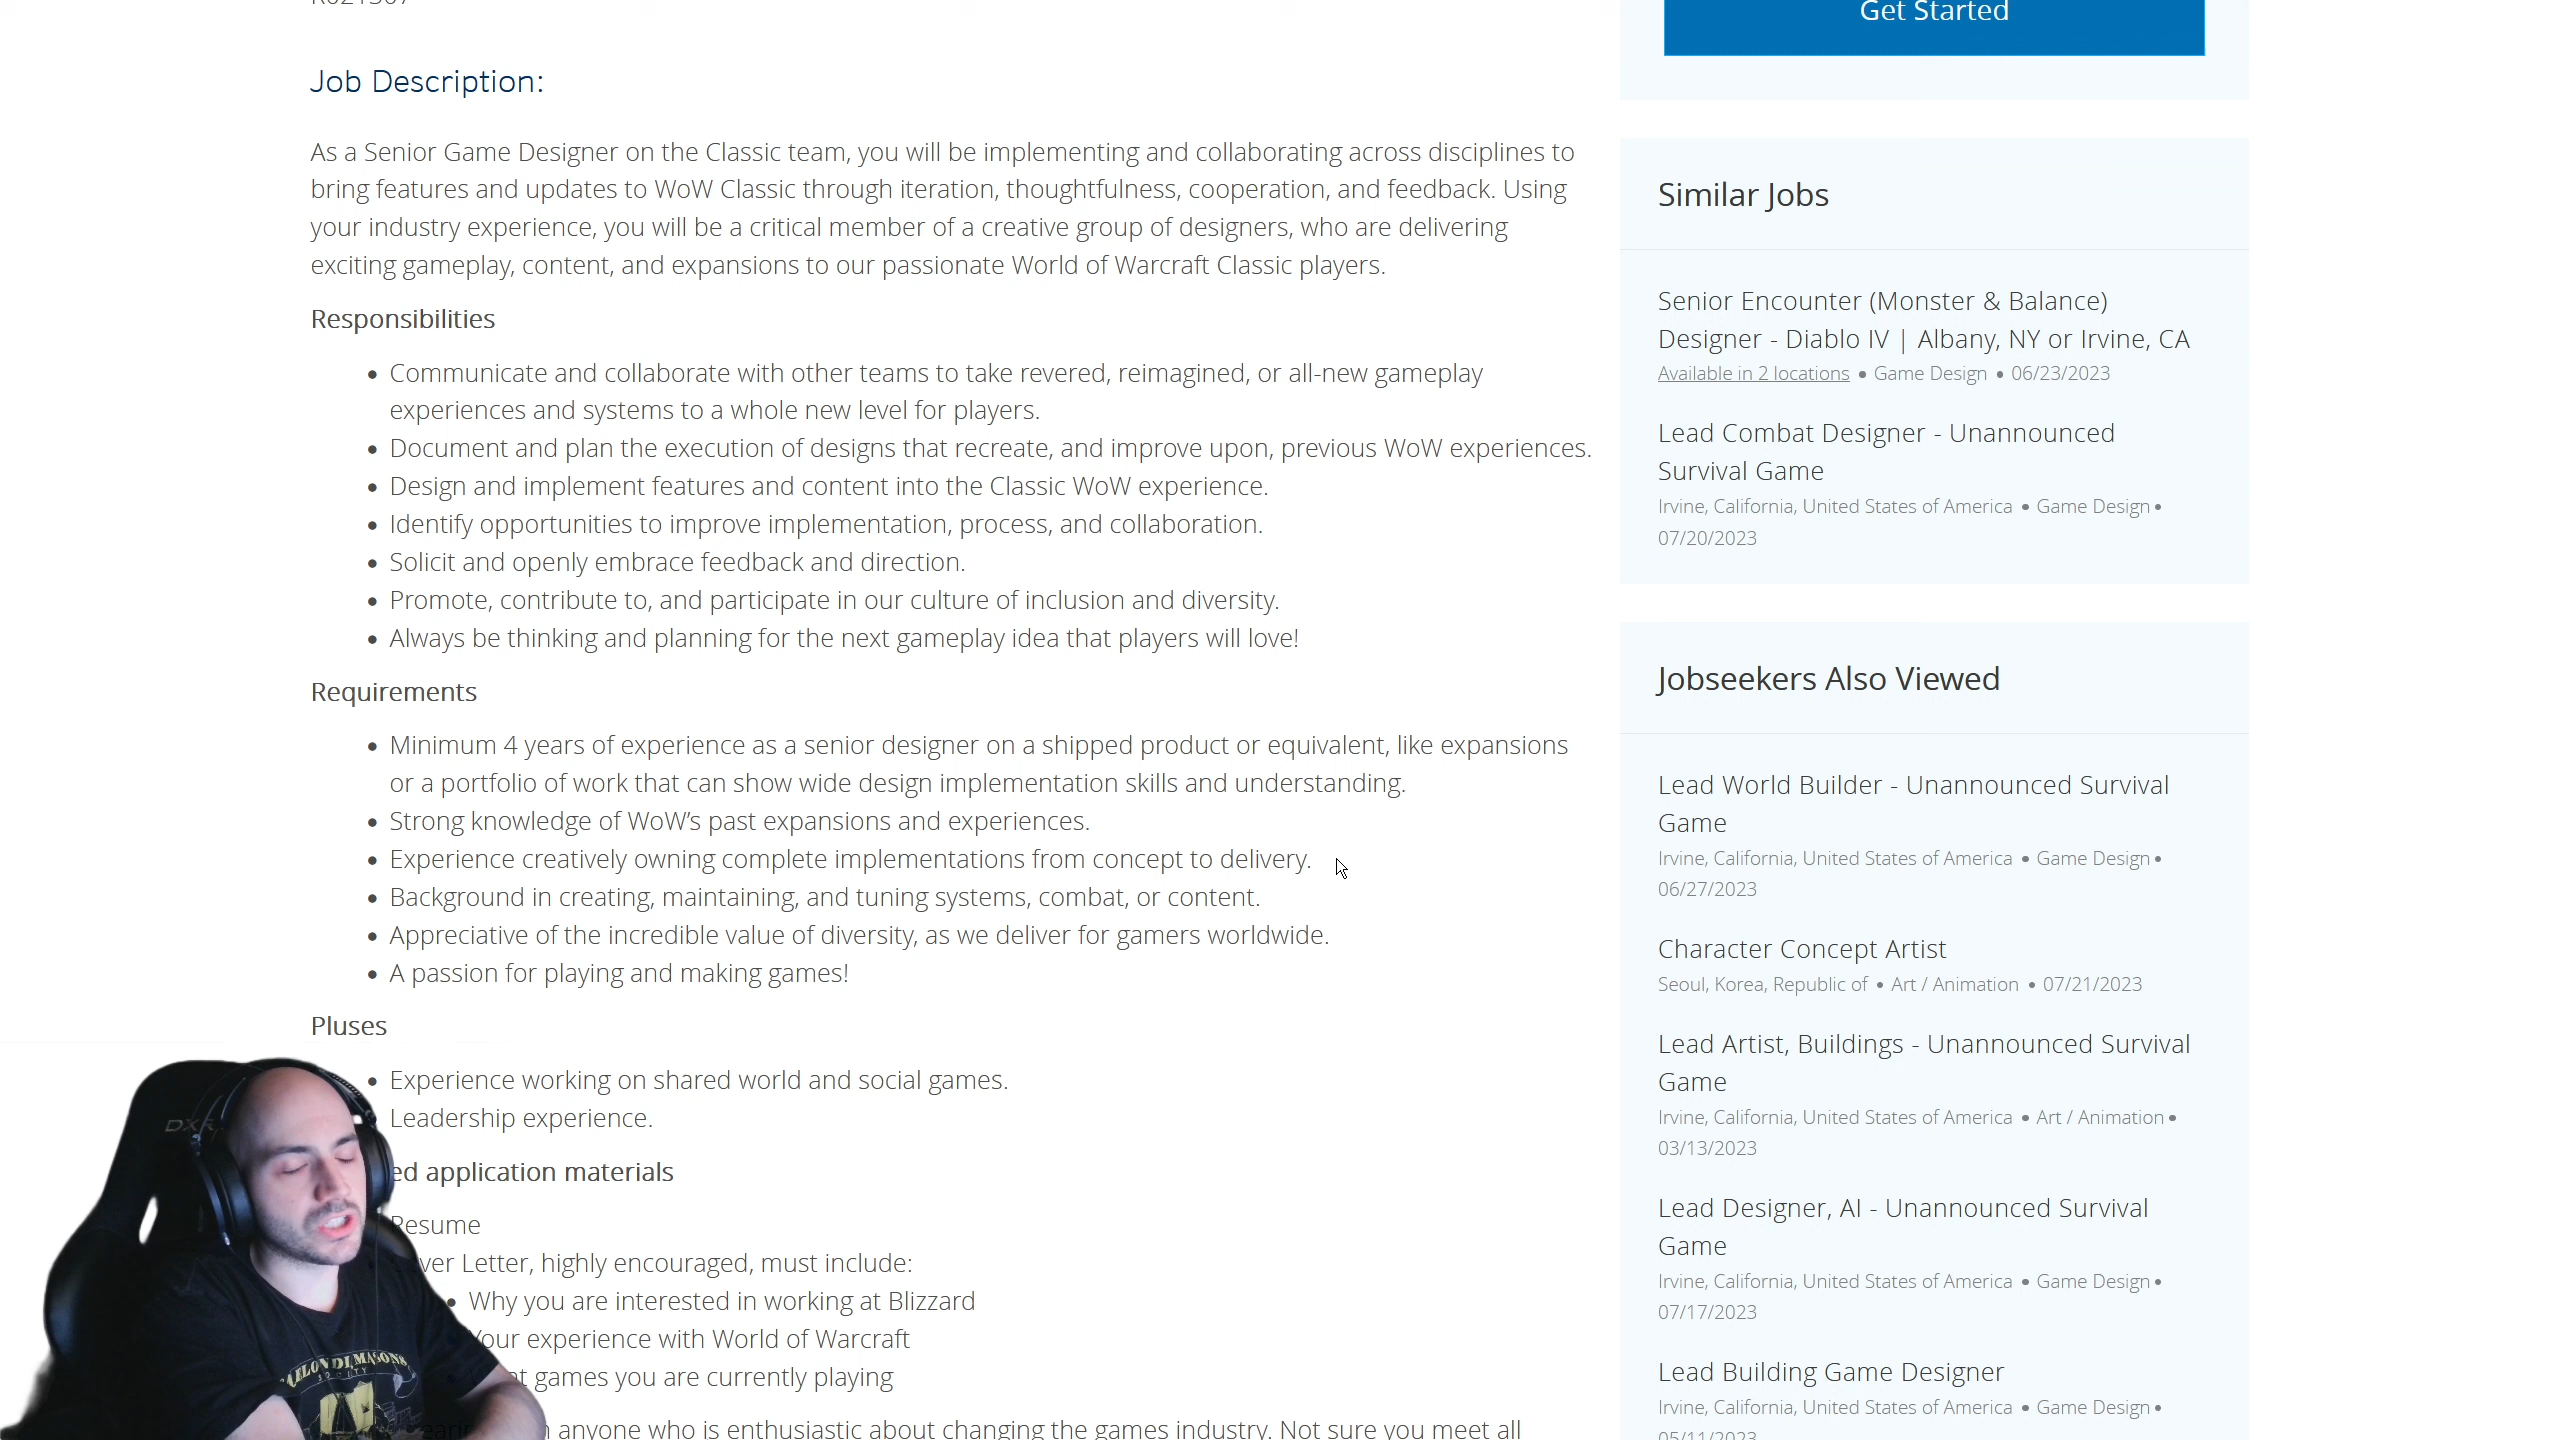 Job Description:
As a Senior Game Designer on the Classic team, you will be implementing and collaborating across disciplines to
bring features and updates to WoW Classic through iteration, thoughtfulness, cooperation, and feedback. Using
your industry experience, you will be a critical member of a creative group of designers, who are delivering
exciting gameplay, content, and expansions to our passionate World of Warcraft Classic players.
Responsibilities
• Communicate and collaborate with other teams to take revered, reimagined, or all-new gameplay
experiences and systems to a whole new level for players.
• Document and plan the execution of designs that recreate, and improve upon, previous WoW experiences.
• Design and implement features and content into the Classic WoW experience.
• Identify opportunities to improve implementation, process, and collaboration.
• Solicit and openly embrace feedback and direction.
• Promote, contribute to, and participate in our culture of inclusion and diversity.
• Always be thinking and planning for the next gameplay idea that players will love!
Requirements
• Minimum 4 years of experience as a senior designer on a shipped product or equivalent, like expansions
or a portfolio of work that can show wide design implementation skills and understanding.
• Strong knowledge of WoW’s past expansions and experiences.
• Experience creatively owning complete implementations from concept to delivery.
• Background in creating, maintaining, and tuning systems, combat, or content.
• Appreciative of the incredible value of diversity, as we deliver for gamers worldwide.
• A passion for playing and making games!
Pluses
• Experience working on shared world and social games.
Leadership experience.
ed application materials
Resume
ver Letter, highly encouraged, must include:
• Why you are interested in working at Blizzard
Your experience with World of Warcraft
games you are currently playing
anyone who is enthusiastic about changing the games industry. Not sure you meet all
Get Started
Similar Jobs
Senior Encounter (Monster & Balance)
Designer - Diablo IV | Albany, NY or Irvine, CA
Available in 2 locations • Game Design • 06/23/2023
Lead Combat Designer - Unannounced
Survival Game
Irvine, California, United States of America • Game Design •
07/20/2023
Jobseekers Also Viewed
Lead World Builder - Unannounced Survival
Game
Irvine, California, United States of America • Game Design •
06/27/2023
Character Concept Artist
Seoul, Korea, Republic of • Art / Animation • 07/21/2023
Lead Artist, Buildings - Unannounced Survival
Game
Irvine, California, United States of America • Art / Animation •
03/13/2023
Lead Designer, AI - Unannounced Survival
Game
Irvine, California, United States of America • Game Design •
07/17/2023
Lead Building Game Designer
Irvine, California, United States of America • Game Design •
05/11/2023